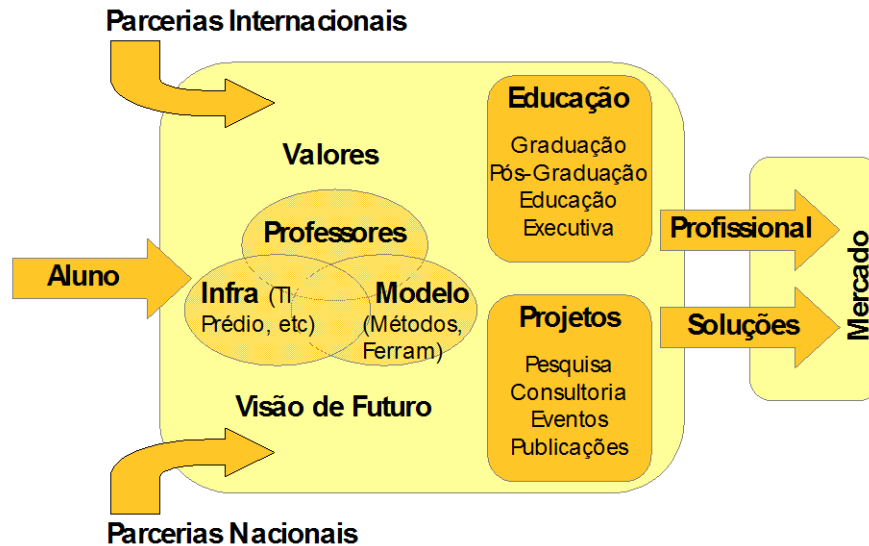 Parcerias Internacionais
Educação
Graduação
Pós-Graduação
Educação
Executiva
Valores
Professores
Aluno
Infra (TI
Prédio, etc)
Modelo
(Métodos,
Ferram)
Profissional
Mercado
Projetos
Soluções
Pesquisa
Consultoria
Eventos
Publicações
Visão de Futuro
Parcerias Nacionais